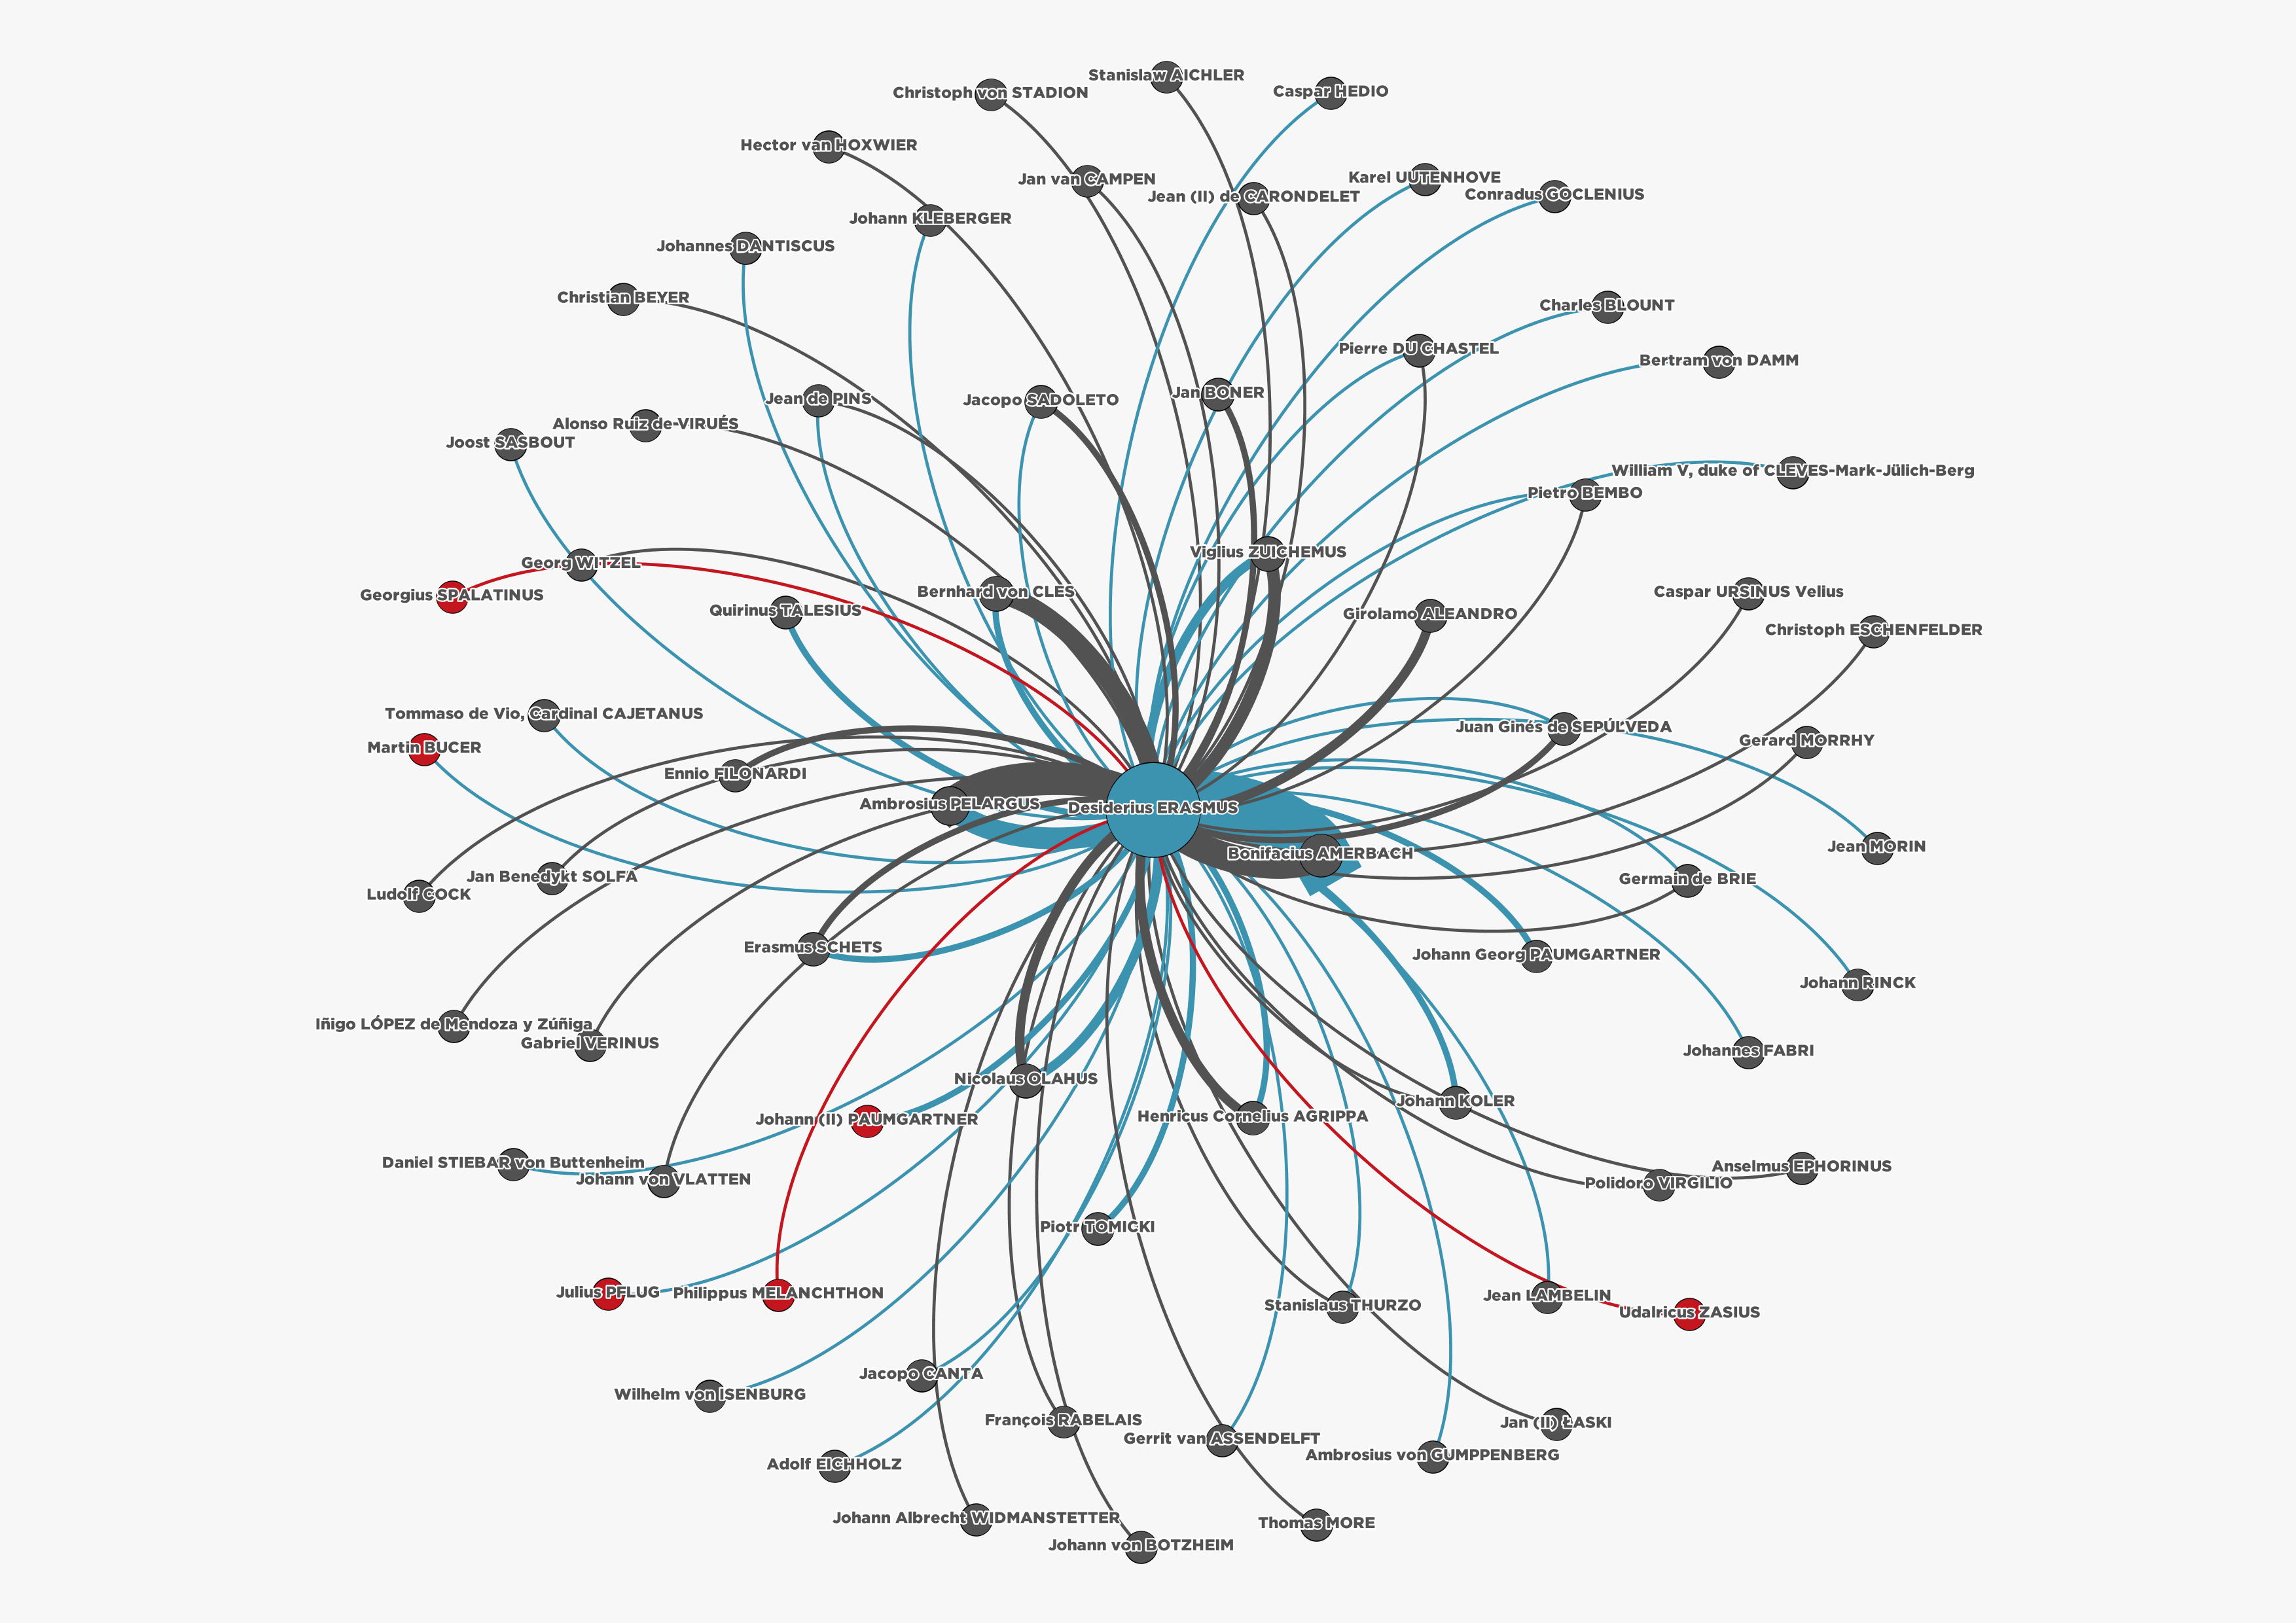 Stanislaw AICHLER
Christoph von STADION
Caspar HEDIO
Hector van HOXWIER
Jan van CAMPEN
Karel UUTENHOVE
Jean (II) de CARONDELET
Conradus GOCLENIUS
Johann KLEBERGER
Johannes DANTISCUS
Christian BEYER
Charles BLOUNT
Pierre DU CHASTEL
Bertram von DAMM
Jean de PINS
Jacopo SADOLETO
Jan BONER
Alonso Ruiz de-VIRUÉS
Joost SASBOUT
William V, duke of CLEVES-Mark-Jülich-Berg
Pietro BEMBO
Viglius ZUICHEMUS
Georg WITZEL
Georgius SPALATINUS
Bernhard von CLES
Caspar URSINUS Velius
Quirinus TALESIUS
Girolamo ALEANDRO
Christoph ESCHENFELDER
Tommaso de Vio, Cardinal CAJETANUS
Juan Ginés de SEPÚLVEDA
Gerard MORRHY
Martin BUCER
Ennio FILONARDI
Ambrosius PELARGUS
Desiderius ERASMUS
Jean MORIN
Bonifacius AMERBACH
Jan Benedykt SOLFA
Germain de BRIE
Ludolf COCK
Erasmus SCHETS
Johann Georg PAUMGARTNER
Johann RINCK
Iñigo LÓPEZ de Mendoza y Zúñiga
Gabriel VERINUS
Johannes FABRI
Nicolaus OLAHUS
Johann KOLER
Henricus Cornelius AGRIPPA
Johann (II) PAUMGARTNER
Daniel STIEBAR von Buttenheim
Anselmus EPHORINUS
Johann von VLATTEN
Polidoro VIRGILIO
Piotr TOMICKI
Julius PFLUG
Philippus MELANCHTHON
Jean LAMBELIN
Stanislaus THURZO
Udalricus ZASIUS
Jacopo CANTA
Wilhelm von ISENBURG
François RABELAIS
Jan (II) ŁASKI
Gerrit van ASSENDELFT
Ambrosius von GUMPPENBERG
Adolf EICHHOLZ
Johann Albrecht WIDMANSTETTER
Thomas MORE
Johann von BOTZHEIM